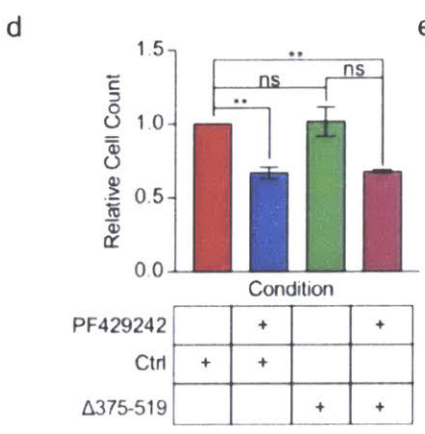 d
e
1.5
**
ns
ns
**
1.0
0.5
0.0
Relative Cell Count
Condition
PF429242 + +
Ctrl + +
Δ375-519 + +